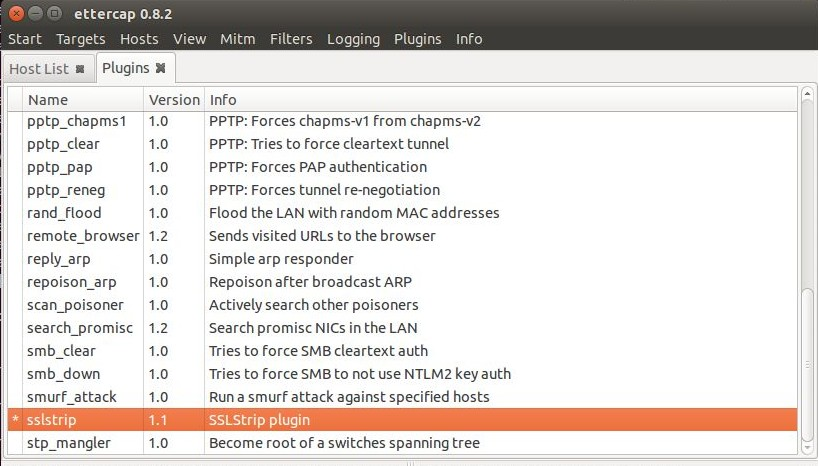 ettercap 0.8.2
Start Targets Hosts View Mitm Filters Logging Plugins Info
Host List Plugins
Name Version Info
pptp_chapms1 1.0 PPTP: Forces chapms-v1 from chapms-v2
pptp_clear 1.0 PPTP: Tries to force cleartext tunnel
pptp_pap 1.0 PPTP: Forces PAP authentication
pptp_reneg 1.0 PPTP: Forces tunnel re-negotiation
rand_flood 1.0 Flood the LAN with random MAC addresses
remote_browser 1.2 Sends visited URLs to the browser
reply_arp 1.0 Simple arp responder
repoison_arp 1.0 Repoison after broadcast ARP
scan_poisoner 1.0 Actively search other poisoners
search_promisc 1.2 Search promisc NICs in the LAN
smb_clear 1.0 Tries to force SMB cleartext auth
smb_down 1.0 Tries to force SMB to not use NTLM2 key auth
smurf_attack 1.0 Run a smurf attack against specified hosts
* sslstrip 1.1 SSLStrip plugin
stp_mangler 1.0 Become root of a switches spanning tree